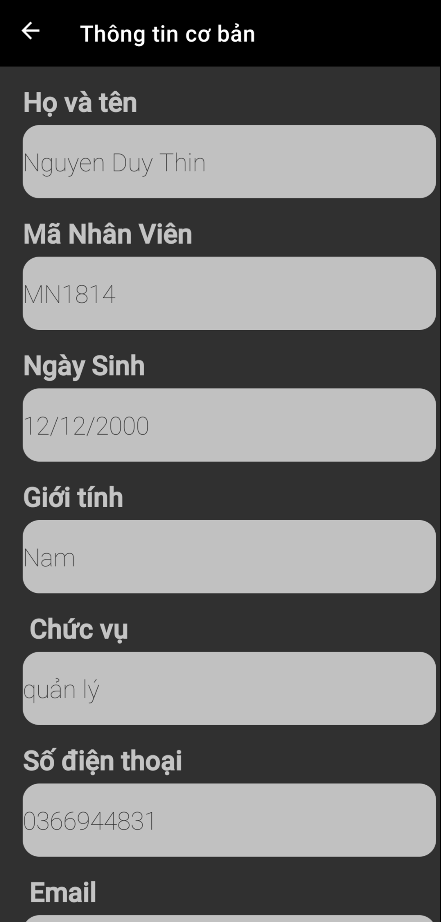 Thông tin cơ bản
Họ và tên
Nguyen Duy Thin
Mã Nhân Viên
MN1814
Ngày Sinh
12/12/2000
Giới tính
Nam
Chức vụ
quản lý
Số điện thoại
0366944831
Email